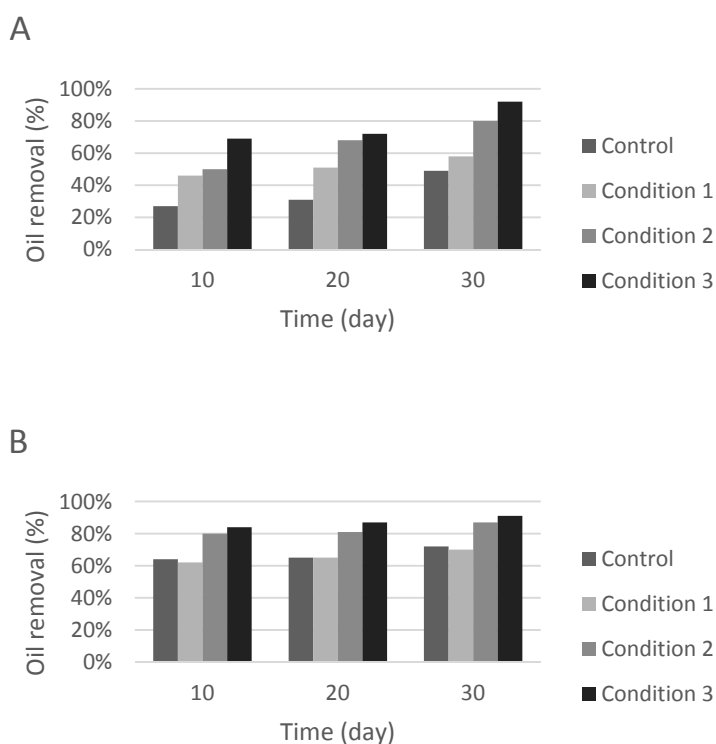 A
Oil removal (%)
100%
80%
60%
40%
20%
0%
10 20 30
Time (day)
Control
Condition 1
Condition 2
Condition 3
B
Oil removal (%)
100%
80%
60%
40%
20%
0%
10 20 30
Time (day)
Control
Condition 1
Condition 2
Condition 3